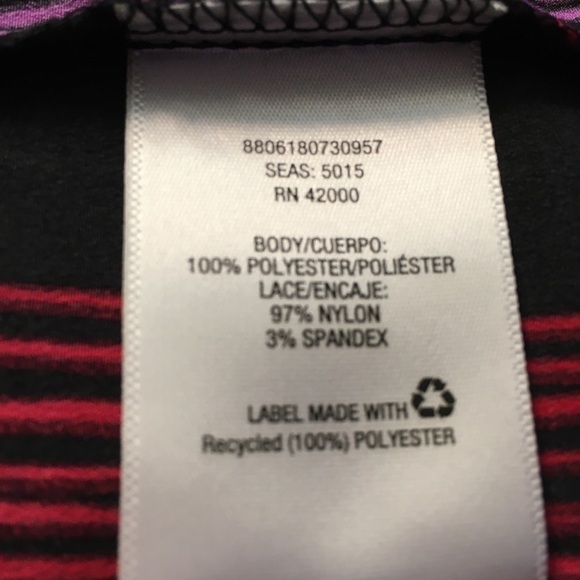 8806180730957
SEAS: 5015
RN 42000
BODY/CUERPO:
100% POLYESTER/POLIÉSTER
LACE/ENCAJE:
97% NYLON
3% SPANDEX
LABEL MADE WITH
Recycled (100%) POLYESTER